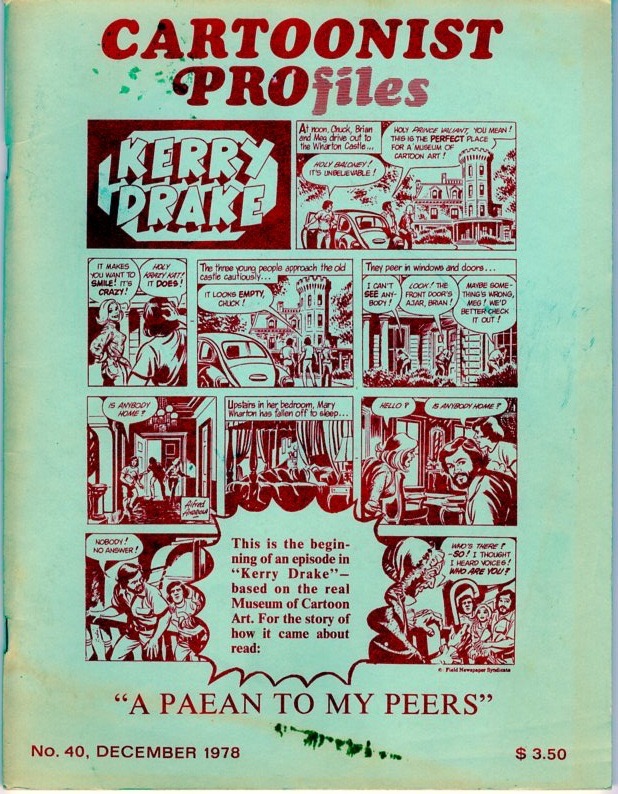 CARTOONIST
PROfiles
KERRY
DRAKE
At noon, Chuck, Brian
and Meg drive out to
the Wharton Castle...
HOLY BALONEY!
IT'S UNBELIEVABLE!
HOLY PRINCE VALIANT, YOU MEAN!
THIS IS THE PERFECT PLACE
FOR A MUSEUM OF
CARTOON ART!
IT MAKES
YOU WANT TO
SMILE! IT'S
CRAZY!
HOLY
KRAZY KAT!
IT DOES!
The three young people approach the old
castle cautiously...
IT LOOKS EMPTY,
CHUCK!
They peer in windows and doors...
I CAN'T
SEE ANY-
BODY!
LOOK! THE
FRONT DOOR'S
AJAR, BRIAN!
MAYBE SOME-
THING'S WRONG,
MEG! WE'D
BETTER CHECK
IT OUT!
IS ANYBODY
HOME?
Alfred
Andriola
Upstairs in her bedroom, Mary
Wharton has fallen off to sleep...
HELLO?
IS ANYBODY HOME?
NOBODY!
NO ANSWER!
This is the begin-
ning of an episode in
"Kerry Drake"—
based on the real
Museum of Cartoon
Art. For the story of
how it came about
read:
WHO'S THERE?
-SO! I THOUGHT
I HEARD VOICES!
WHO ARE YOU?
© Field Newspaper Syndicate
"A PAEAN TO MY PEERS"
No. 40, DECEMBER 1978
$ 3.50